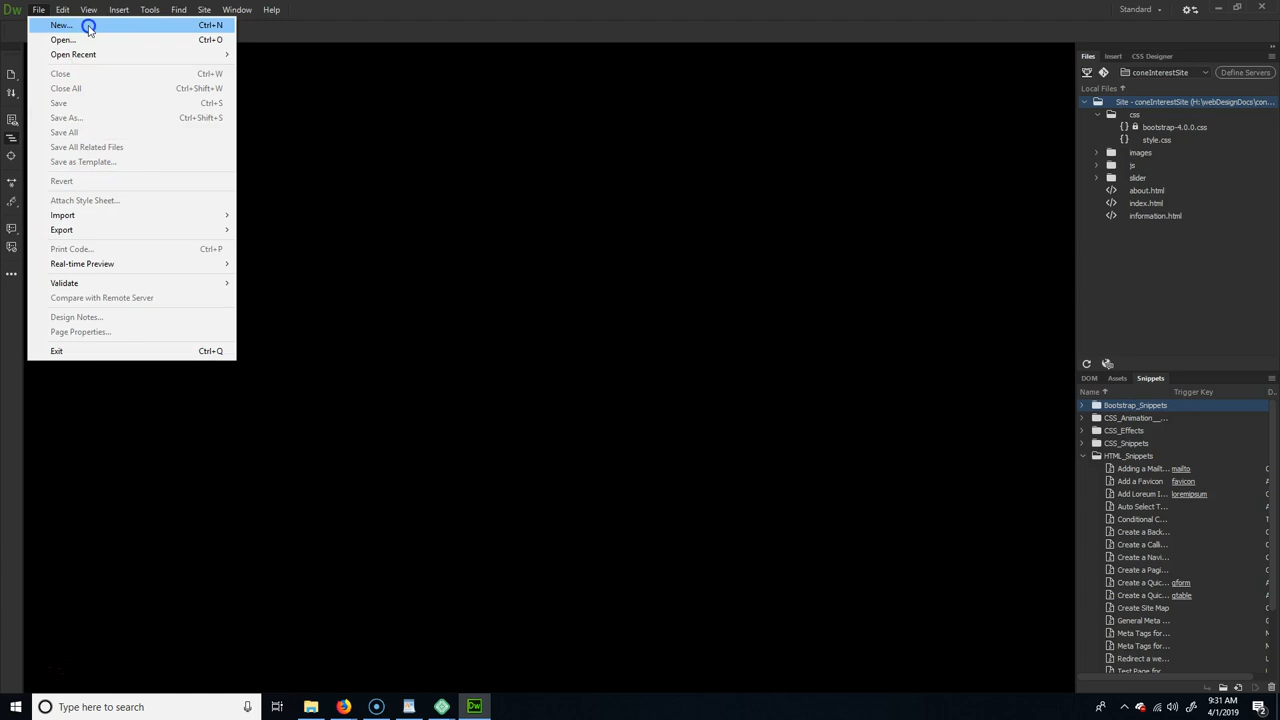 Dw File Edit View Insert Tools Find Site Window Help Standard
New... Ctrl+N
Open... Ctrl+O
Open Recent
Close Ctrl+W
Close All Ctrl+Shift+W
Save Ctrl+S
Save As... Ctrl+Shift+S
Save All
Save All Related Files
Save as Template...
Revert
Attach Style Sheet...
Import
Export
Print Code... Ctrl+P
Real-time Preview
Validate
Compare with Remote Server
Design Notes...
Page Properties...
Exit Ctrl+Q
Files Insert CSS Designer
coneInterestSite Define Servers
Local Files
Site - coneInterestSite (H:\webDesignDocs\con...
css
bootstrap-4.0.0.css
style.css
images
js
slider
about.html
index.html
information.html
DOM Assets Snippets
Name Trigger Key D..
Bootstrap_Snippets
CSS_Animation__...
CSS_Effects
CSS_Snippets
HTML_Snippets
Adding a Mailt... mailto
Add a Favicon favicon
Add Loreum I... loremipsum
Auto Select T...
Conditional C...
Create a Back...
Create a Calli...
Create a Navi...
Create a Pagi...
Create a Quic... qform
Create a Quic... qtable
Create Site Map
General Meta ...
Meta Tags for...
Meta Tags for...
Redirect a we...
Test Page for...
Type here to search
Dw
9:31 AM
4/1/2019
2